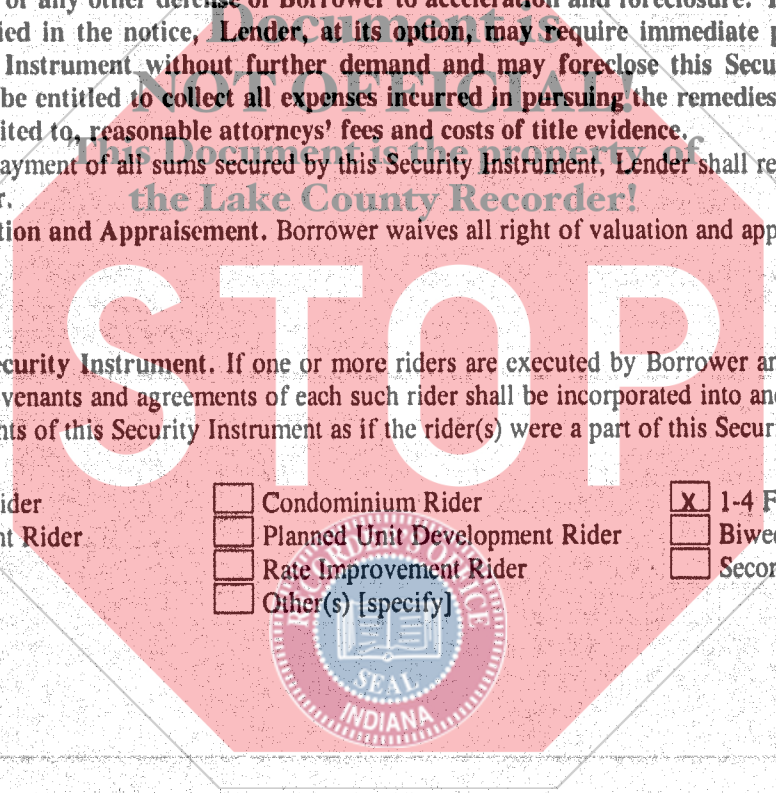 or any other defense of Borrower to acceleration and foreclosure.
ied in the notice, Lender, at its option, may require immediate p
Instrument without further demand and may foreclose this Secu
be entitled to collect all expenses incurred in pursuing the remedies
ited to, reasonable attorneys' fees and costs of title evidence.
ayment of all sums secured by this Security Instrument, Lender shall re
r.
tion and Appraisement. Borrower waives all right of valuation and app
ecurity Instrument. If one or more riders are executed by Borrower an
venants and agreements of each such rider shall be incorporated into and
nts of this Security Instrument as if the rider(s) were a part of this Securi
ider Condominium Rider x 1-4 F
nt Rider Planned Unit Development Rider Biwee
Rate Improvement Rider Secon
Other(s) [specify]
Document is
NOT OFFICIAL!
This Document is the property of
the Lake County Recorder!
STOP
RECORDER'S OFFICE
SEAL
INDIANA